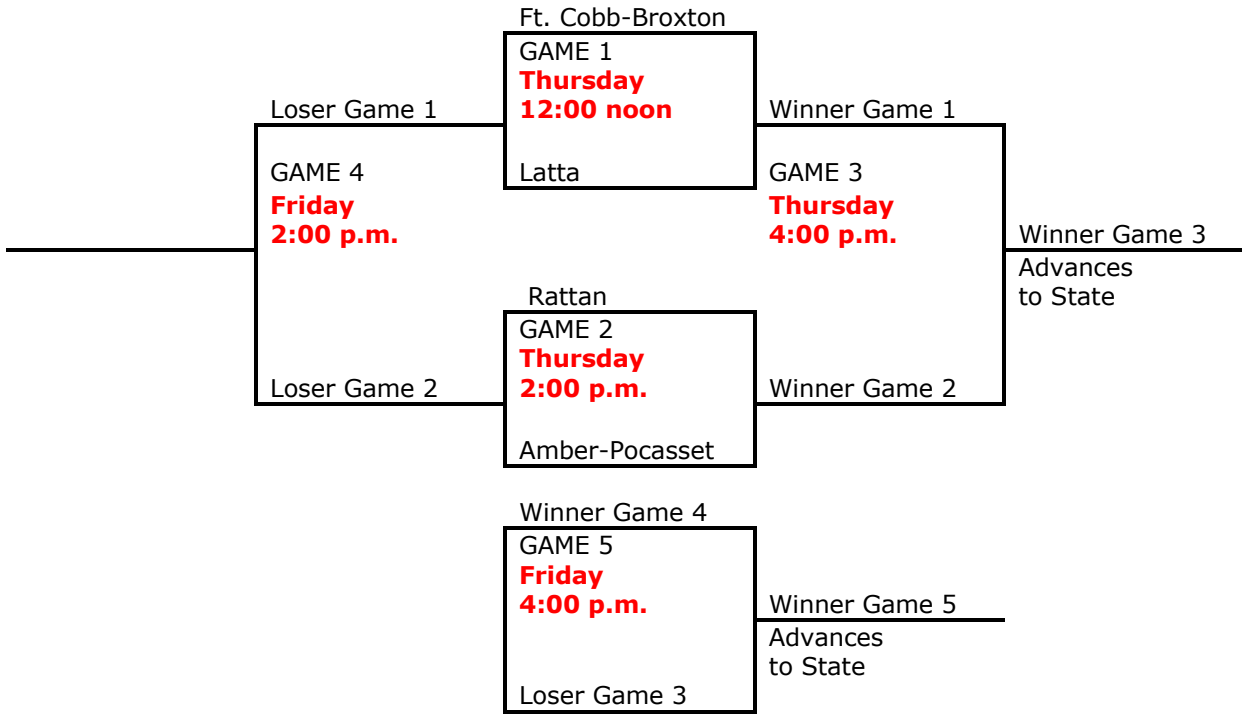 Ft. Cobb-Broxton
GAME 1
Thursday
12:00 noon
Latta
Loser Game 1
Winner Game 1
GAME 4
Friday
2:00 p.m.
GAME 3
Thursday
4:00 p.m.
Winner Game 3
Advances
to State
Rattan
GAME 2
Thursday
2:00 p.m.
Amber-Pocasset
Loser Game 2
Winner Game 2
Winner Game 4
GAME 5
Friday
4:00 p.m.
Loser Game 3
Winner Game 5
Advances
to State